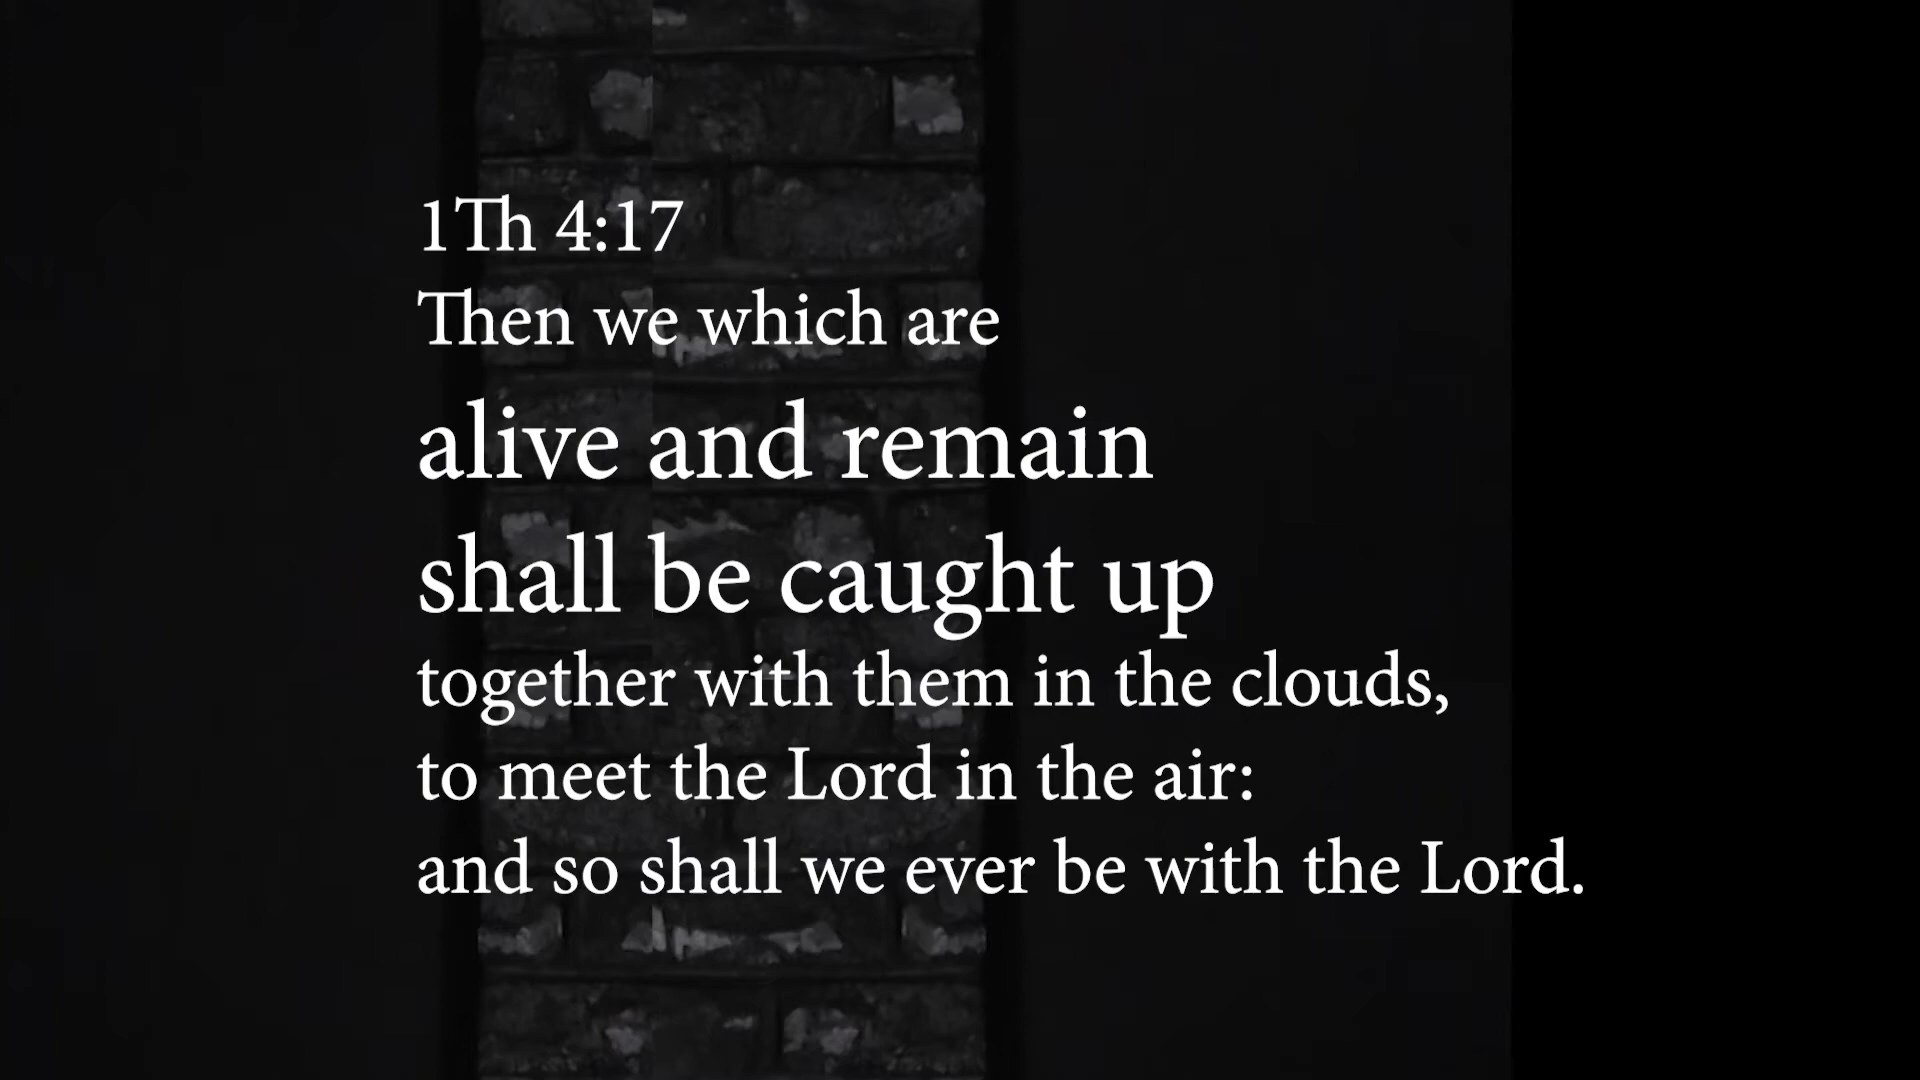 1Th 4:17
Then we which are
alive and remain
shall be caught up
together with them in the clouds,
to meet the Lord in the air:
and so shall we ever be with the Lord.